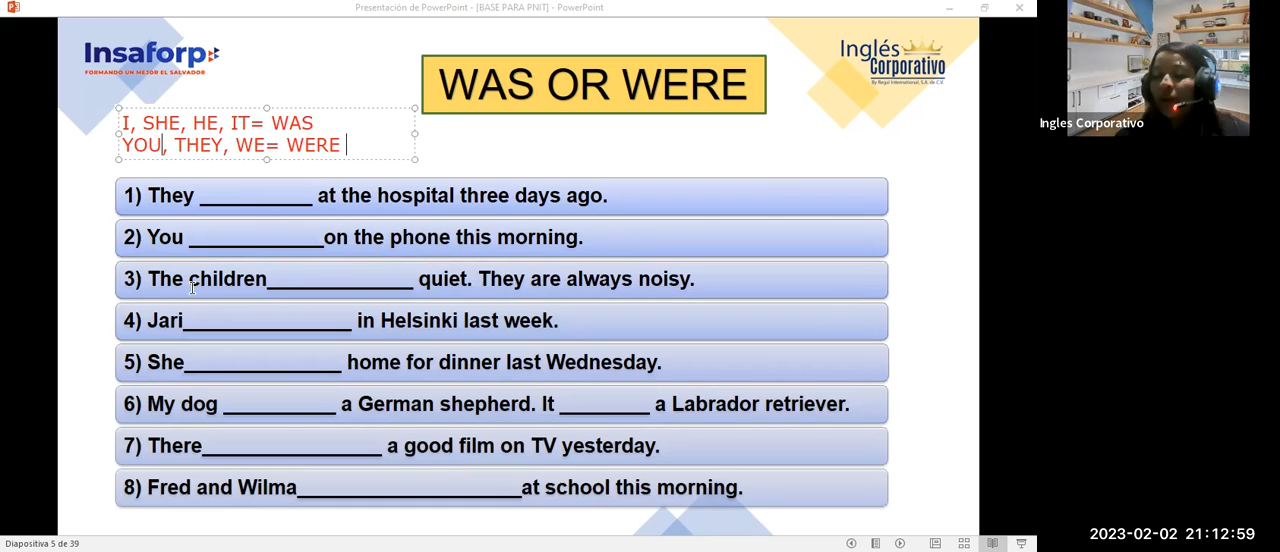 Presentación de PowerPoint - [BASE PARA PNIT] - PowerPoint
Insaforp
FORMANDO UN MEJOR EL SALVADOR
WAS OR WERE
Inglés
Corporativo
By Regal International, S.A. de C.V.
I, SHE, HE, IT= WAS
YOU, THEY, WE= WERE
Ingles Corporativo
1) They __________ at the hospital three days ago.
2) You ____________on the phone this morning.
3) The children_____________ quiet. They are always noisy.
4) Jari_______________ in Helsinki last week.
5) She______________ home for dinner last Wednesday.
6) My dog __________ a German shepherd. It ________ a Labrador retriever.
7) There________________ a good film on TV yesterday.
8) Fred and Wilma____________________at school this morning.
2023-02-02 21:12:59
Diapositiva 5 de 39